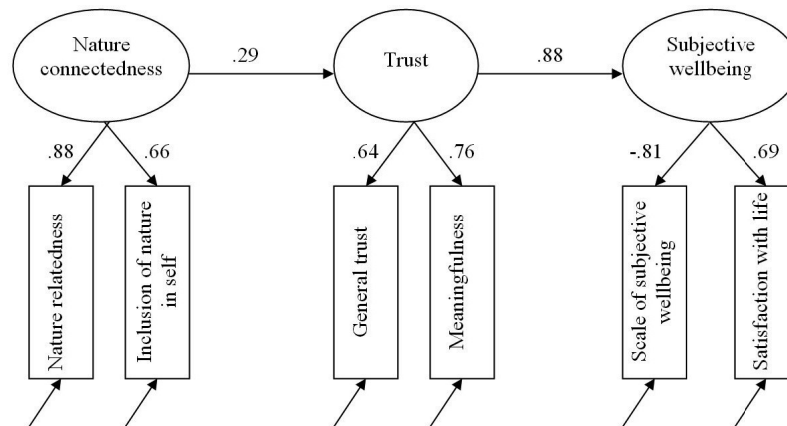 Nature
connectedness
.29
Trust
.88
Subjective
wellbeing
.88
.66
.64
.76
-.81
.69
Nature relatedness
Inclusion of nature
in self
General trust
Meaningfulness
Scale of subjective
wellbeing
Satisfaction with life